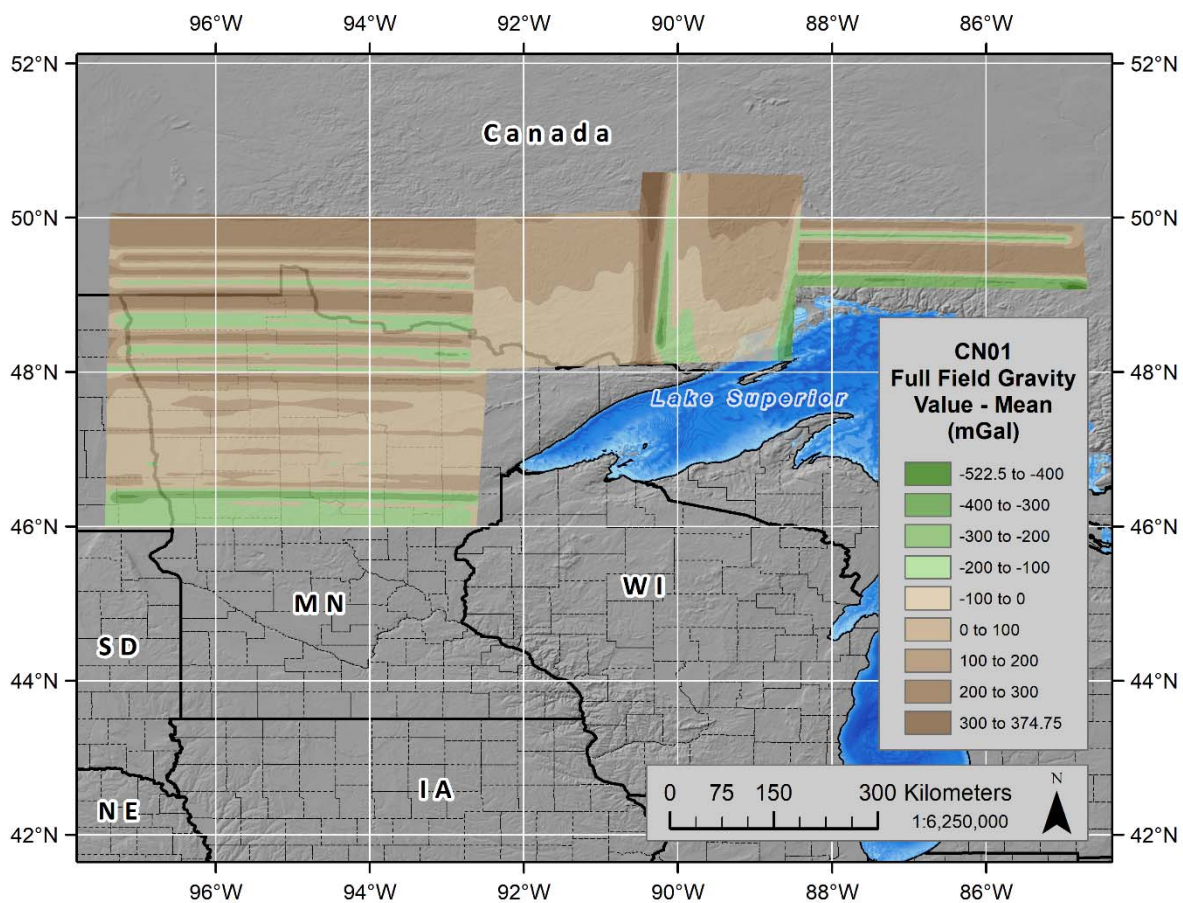 96°W 94°W 92°W 90°W 88°W 86°W
52°N 52°N
Canada
50°N 50°N
48°N 48°N
CN01
Full Field Gravity
Value - Mean
(mGal)
Lake Superior
-522.5 to -400
-400 to -300
-300 to -200
-200 to -100
-100 to 0
0 to 100
100 to 200
200 to 300
300 to 374.75
46°N 46°N
WI
MN
SD
44°N 44°N
IA
NE
N
0 75 150 300 Kilometers
1:6,250,000
42°N 42°N
96°W 94°W 92°W 90°W 88°W 86°W